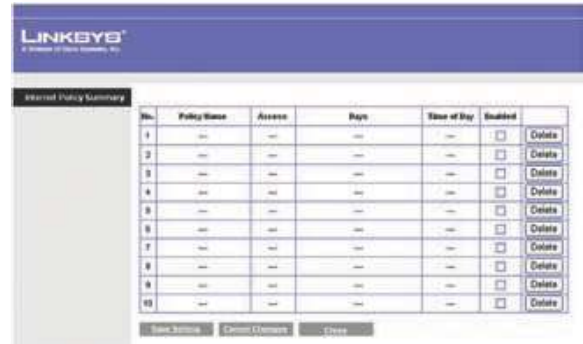 LINKSYS®
A Division of Cisco Systems, Inc.
Internet Policy Summary
No. Policy Name Access Days Time of Day Enabled
1 --- --- --- --- Delete
2 --- --- --- --- Delete
3 --- --- --- --- Delete
4 --- --- --- --- Delete
5 --- --- --- --- Delete
6 --- --- --- --- Delete
7 --- --- --- --- Delete
8 --- --- --- --- Delete
9 --- --- --- --- Delete
10 --- --- --- --- Delete
Save Settings Cancel Changes Close